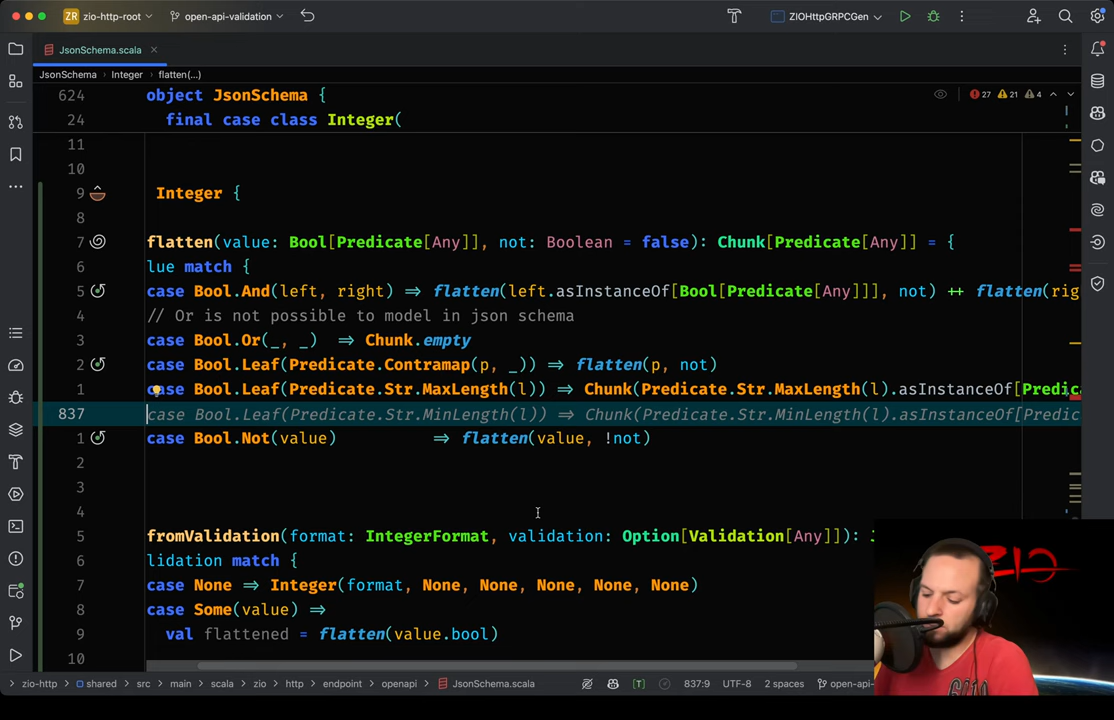 ZR zio-http-root open-api-validation ZIOHttpGRPCGen
JsonSchema.scala
JsonSchema Integer flatten(...)
624 object JsonSchema { 27 21 4
24 final case class Integer(
11
10
9 Integer {
8
7 flatten(value: Bool[Predicate[Any]], not: Boolean = false): Chunk[Predicate[Any]] = {
6 lue match {
5 case Bool.And(left, right) ⇒ flatten(left.asInstanceOf[Bool[Predicate[Any]]], not) ++ flatten(rig
4 // Or is not possible to model in json schema
3 case Bool.Or(_, _) ⇒ Chunk.empty
2 case Bool.Leaf(Predicate.Contramap(p, _)) ⇒ flatten(p, not)
1 case Bool.Leaf(Predicate.Str.MaxLength(l)) ⇒ Chunk(Predicate.Str.MaxLength(l).asInstanceOf[Predica
837 case Bool.Leaf(Predicate.Str.MinLength(l)) ⇒ Chunk(Predicate.Str.MinLength(l).asInstanceOf[Predic
1 case Bool.Not(value) ⇒ flatten(value, !not)
2
3
4
5 fromValidation(format: IntegerFormat, validation: Option[Validation[Any]]): J
6 lidation match {
7 case None ⇒ Integer(format, None, None, None, None, None)
8 case Some(value) ⇒
9 val flattened = flatten(value.bool)
10
zio-http shared src main scala zio http endpoint openapi JsonSchema.scala [T] 837:9 UTF-8 2 spaces open-api-